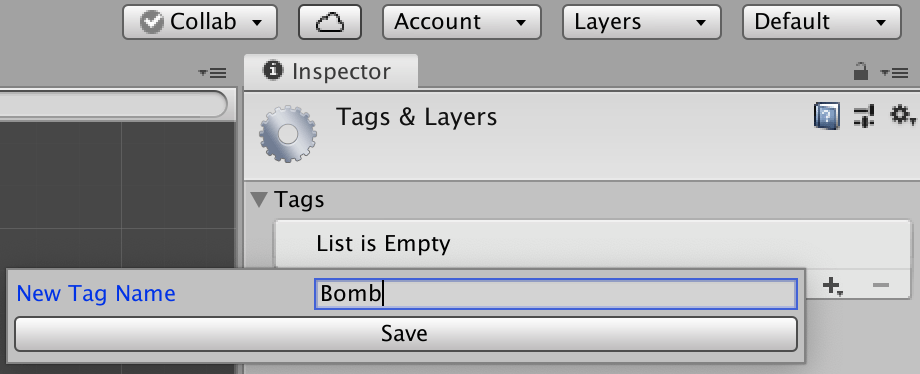 Collab
Account
Layers
Default
Inspector
Tags & Layers
Tags
List is Empty
New Tag Name
Bomb
Save